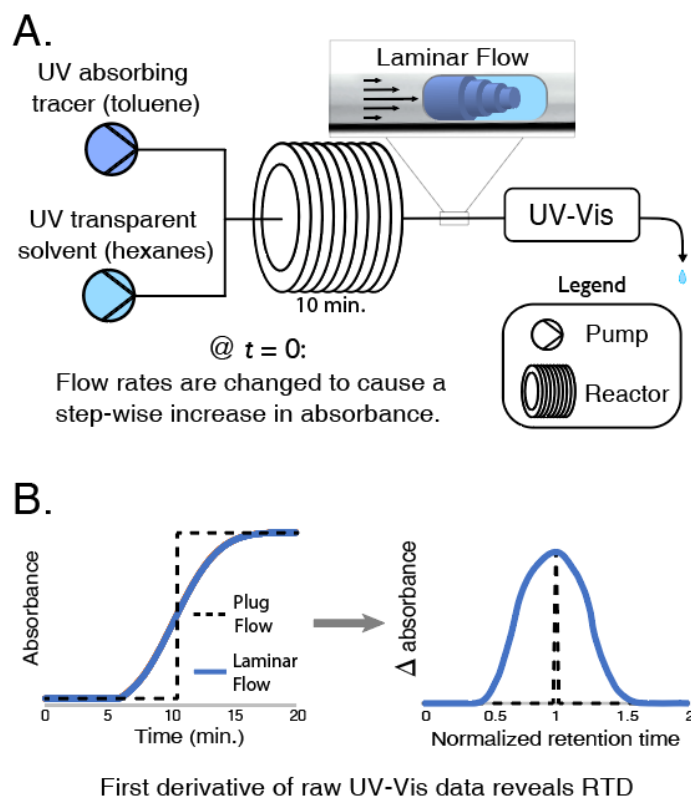 A.
UV absorbing
tracer (toluene)
Laminar Flow
UV transparent
solvent (hexanes)
UV-Vis
10 min.
@ t = 0:
Flow rates are changed to cause a
step-wise increase in absorbance.
Legend
Pump
Reactor
B.
Absorbance
Plug
Flow
Laminar
Flow
0 5 10 15 20
Time (min.)
Δ absorbance
0 0.5 1 1.5 2
Normalized retention time
First derivative of raw UV-Vis data reveals RTD